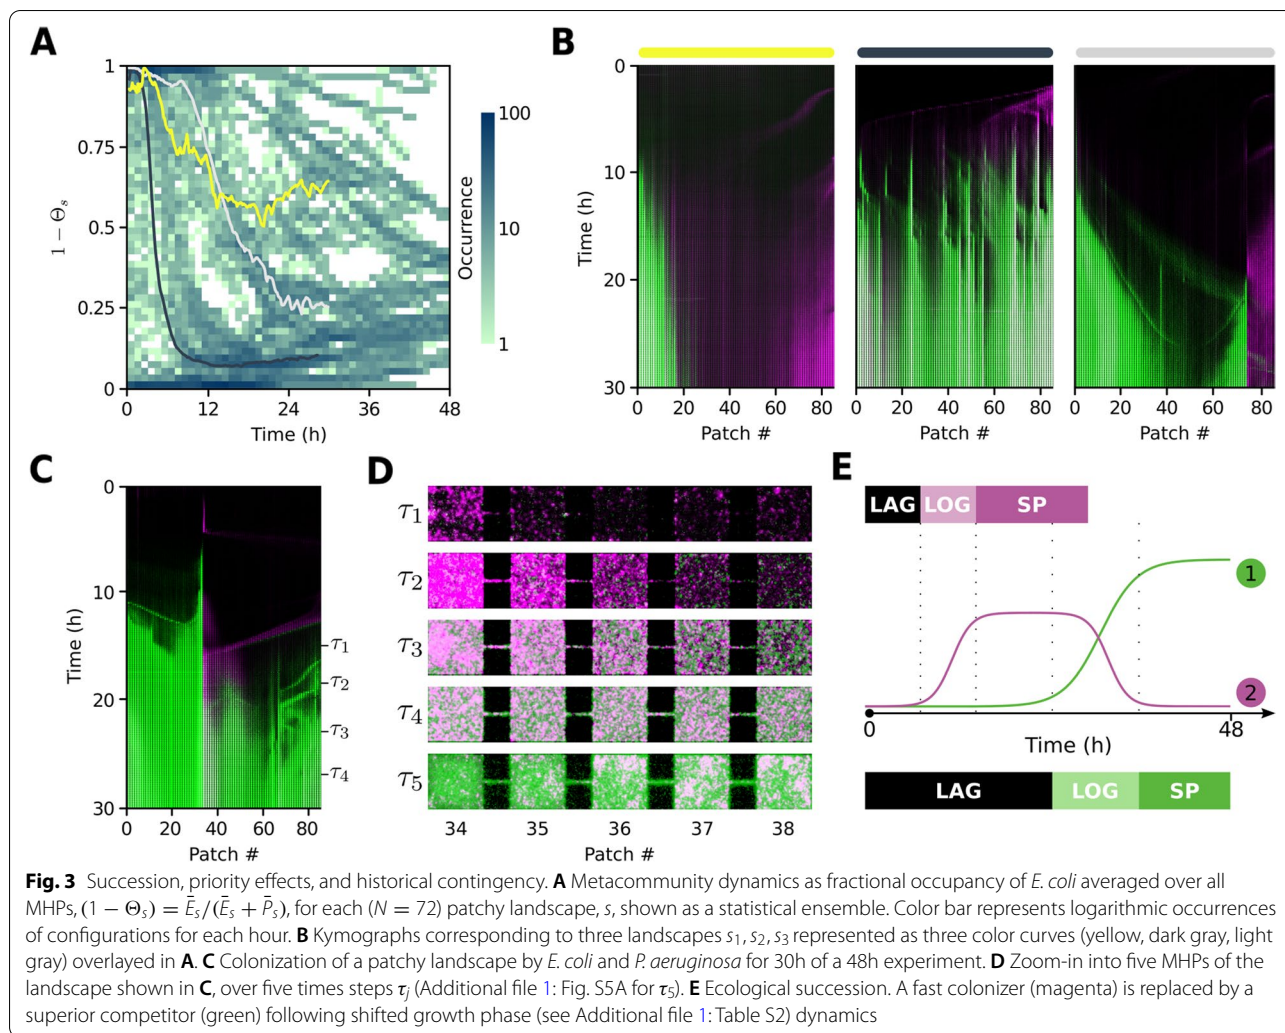 A
1
0.75
0.5
0.25
0
1 − Θs
0 12 24 36 48
Time (h)
100
10
1
Occurrence
B
0
10
20
30
Time (h)
0 20 40 60 80
Patch #
0 20 40 60 80
Patch #
0 20 40 60 80
Patch #
C
0
10
20
30
Time (h)
τ1
τ2
τ3
τ4
0 20 40 60 80
Patch #
D
τ1
τ2
τ3
τ4
τ5
34 35 36 37 38
Patch #
E
LAG LOG SP
1
2
0 48
Time (h)
LAG LOG SP
Fig. 3 Succession, priority effects, and historical contingency. A Metacommunity dynamics as fractional occupancy of E. coli averaged over all
MHPs, (1 − Θs) = Ēs/(Ēs + P̄s), for each (N = 72) patchy landscape, s, shown as a statistical ensemble. Color bar represents logarithmic occurrences
of configurations for each hour. B Kymographs corresponding to three landscapes s1, s2, s3 represented as three color curves (yellow, dark gray, light
gray) overlayed in A. C Colonization of a patchy landscape by E. coli and P. aeruginosa for 30h of a 48h experiment. D Zoom-in into five MHPs of the
landscape shown in C, over five times steps τj (Additional file 1: Fig. S5A for τ5). E Ecological succession. A fast colonizer (magenta) is replaced by a
superior competitor (green) following shifted growth phase (see Additional file 1: Table S2) dynamics